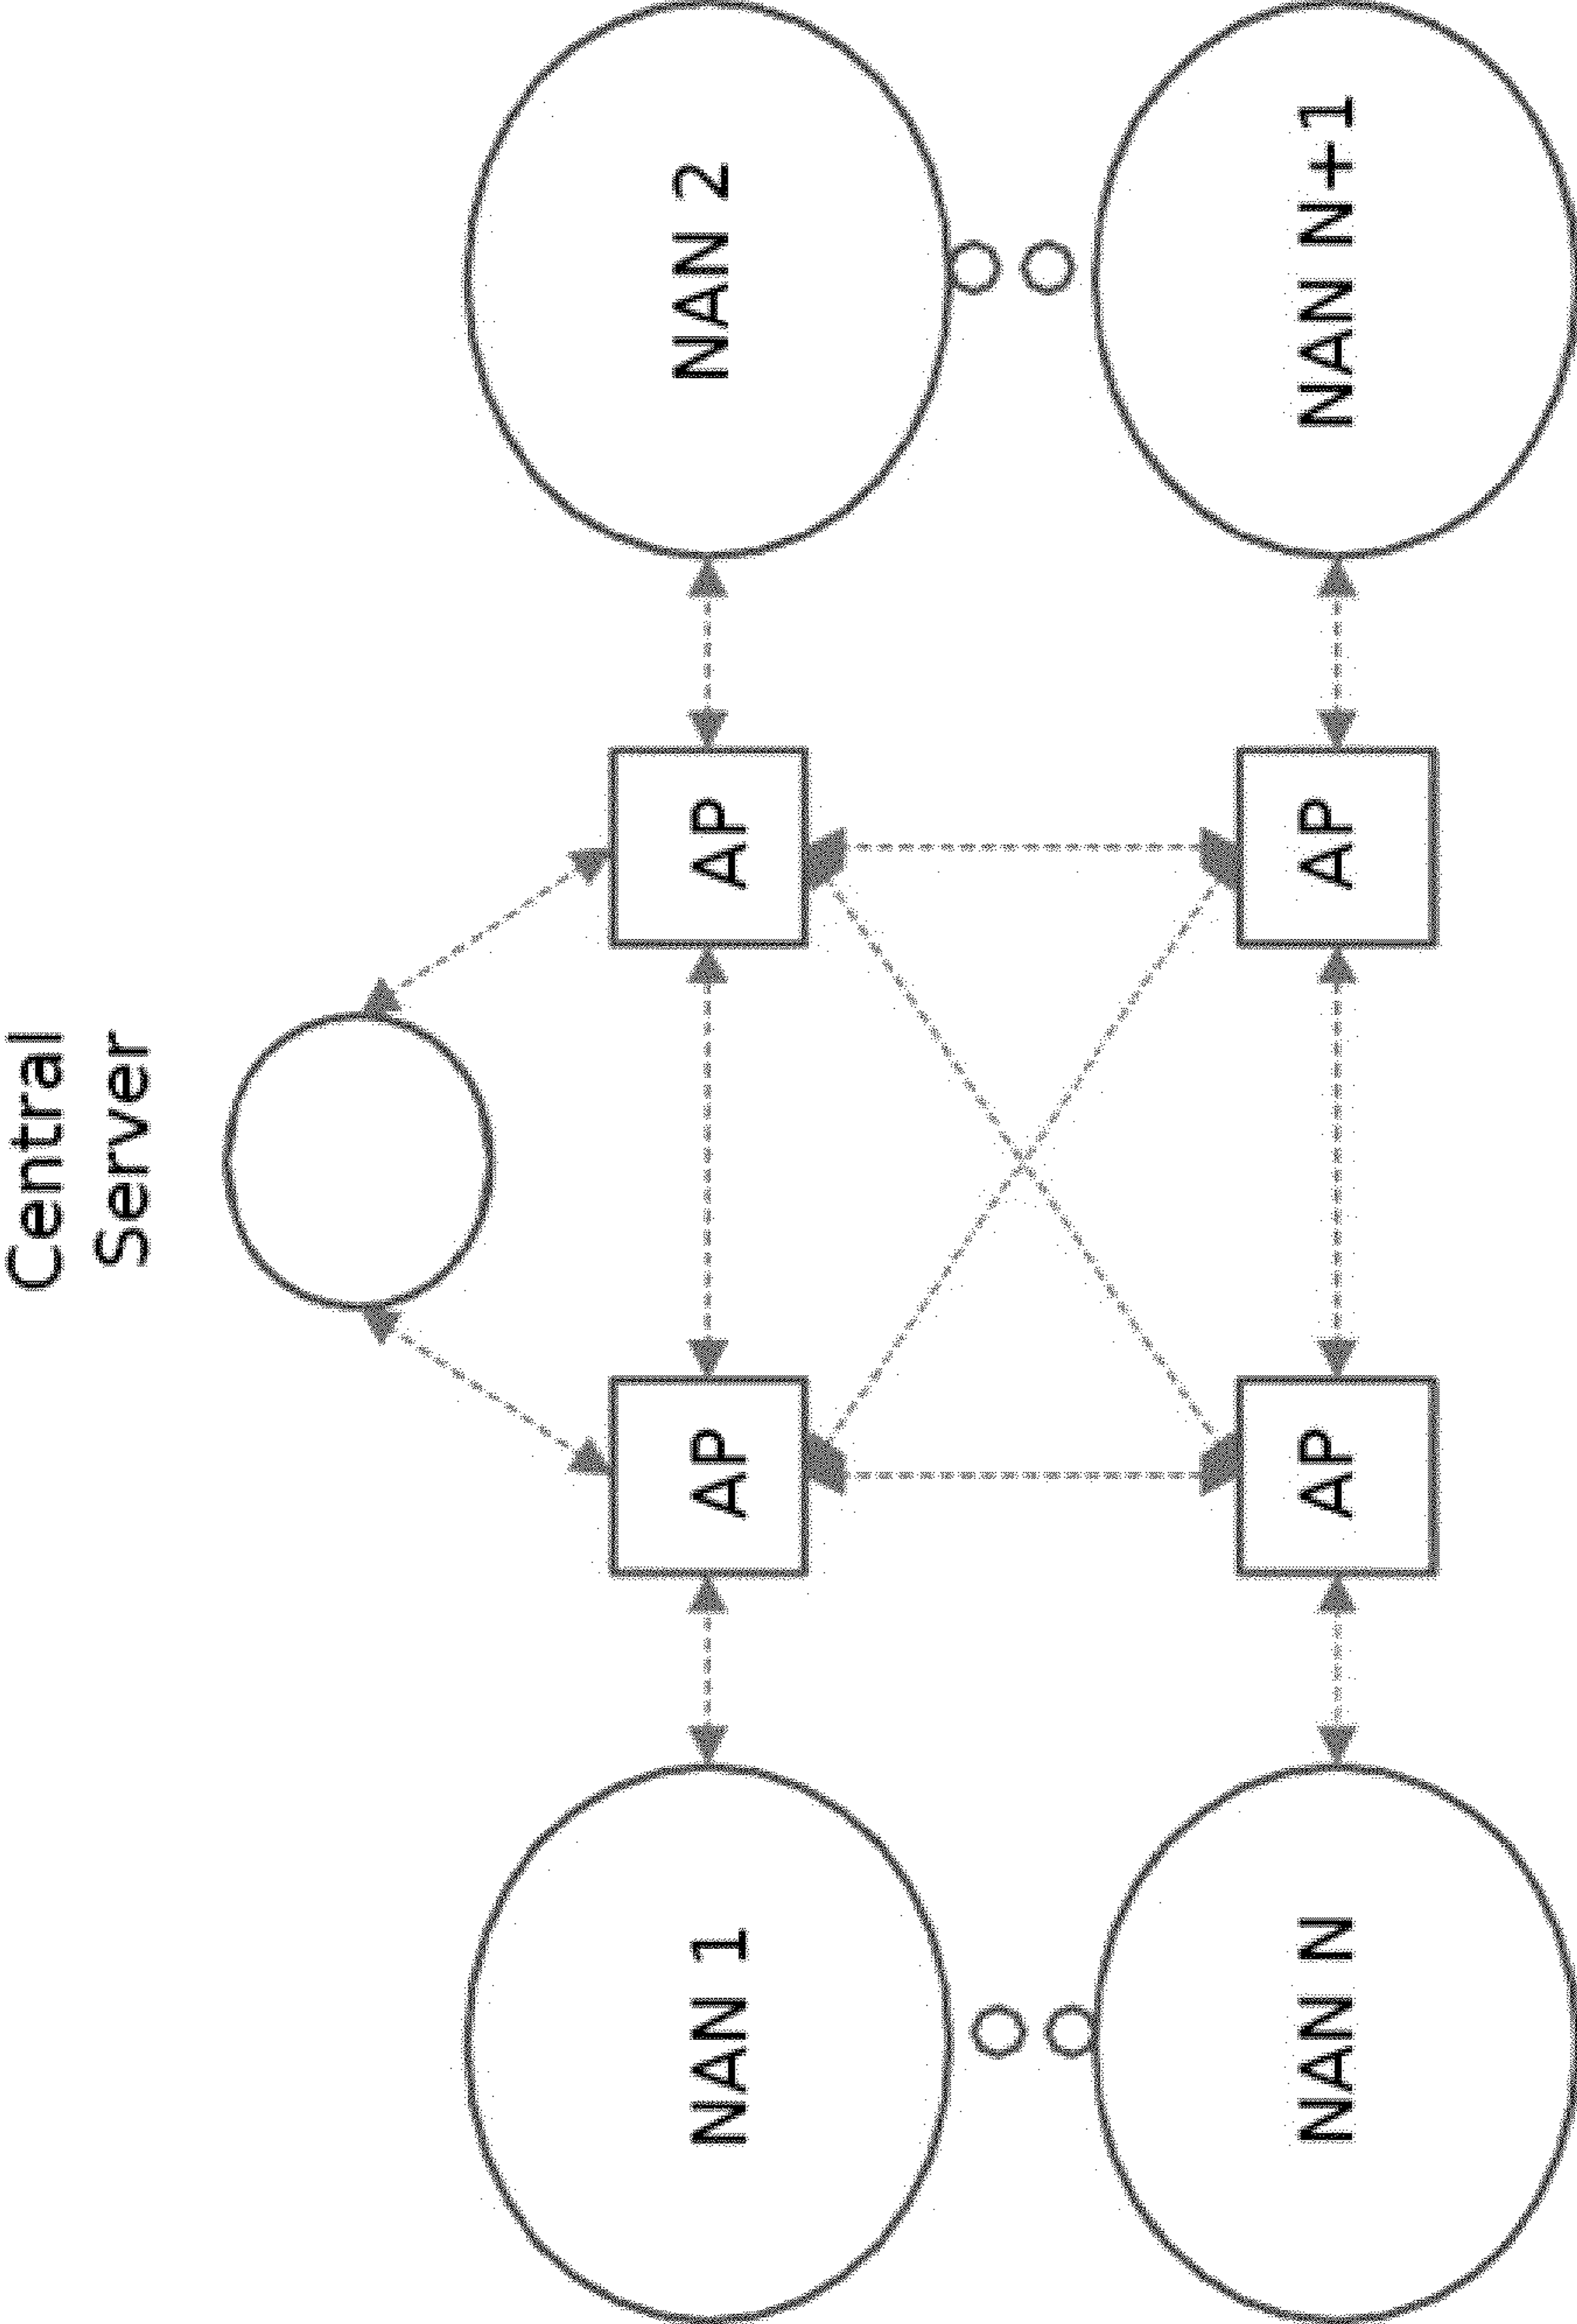 Central
Server
AP
AP
NAN 1
NAN 2
AP
AP
NAN N
NAN N+1